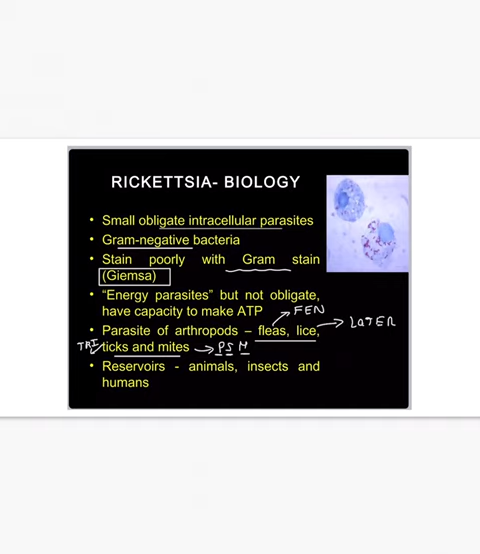 RICKETTSIA- BIOLOGY
• Small obligate intracellular parasites
• Gram-negative bacteria
• Stain poorly with Gram stain
(Giemsa)
• "Energy parasites" but not obligate,
have capacity to make ATP
FEN
• Parasite of arthropods – fleas, lice,
LATER
TRI
ticks and mites
PSM
• Reservoirs - animals, insects and
humans